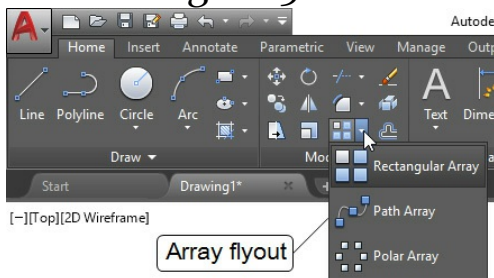 Autode
Home Insert Annotate Parametric View Manage Outp
Line Polyline Circle Arc Text Dime
Draw Mo
Rectangular Array
Start Drawing1*
Path Array
[−][Top][2D Wireframe]
Array flyout
Polar Array